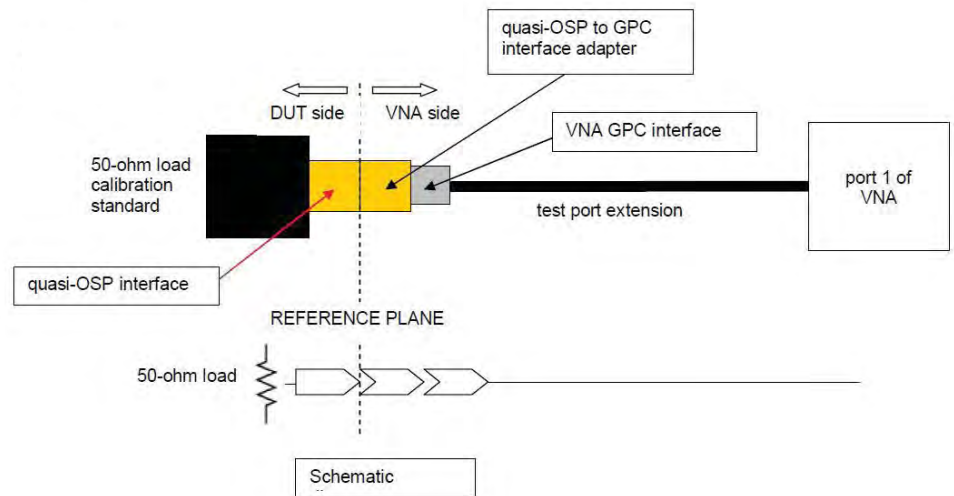 quasi-OSP to GPC
interface adapter
DUT side
VNA side
VNA GPC interface
50-ohm load
calibration
standard
port 1 of
VNA
test port extension
quasi-OSP interface
REFERENCE PLANE
50-ohm load
Schematic